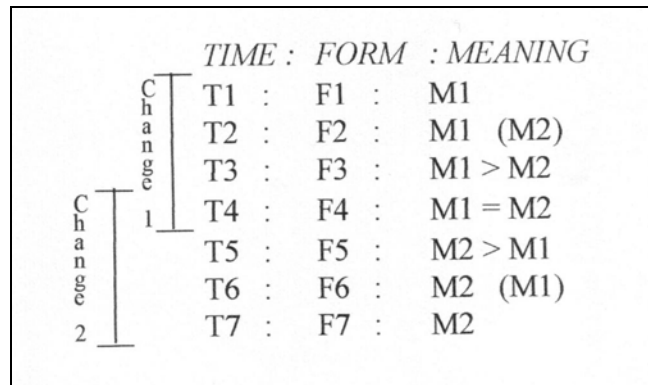 TIME : FORM : MEANING
T1 : F1 : M1
T2 : F2 : M1 (M2)
T3 : F3 : M1 > M2
T4 : F4 : M1 = M2
T5 : F5 : M2 > M1
T6 : F6 : M2 (M1)
T7 : F7 : M2
Change 1
Change 2